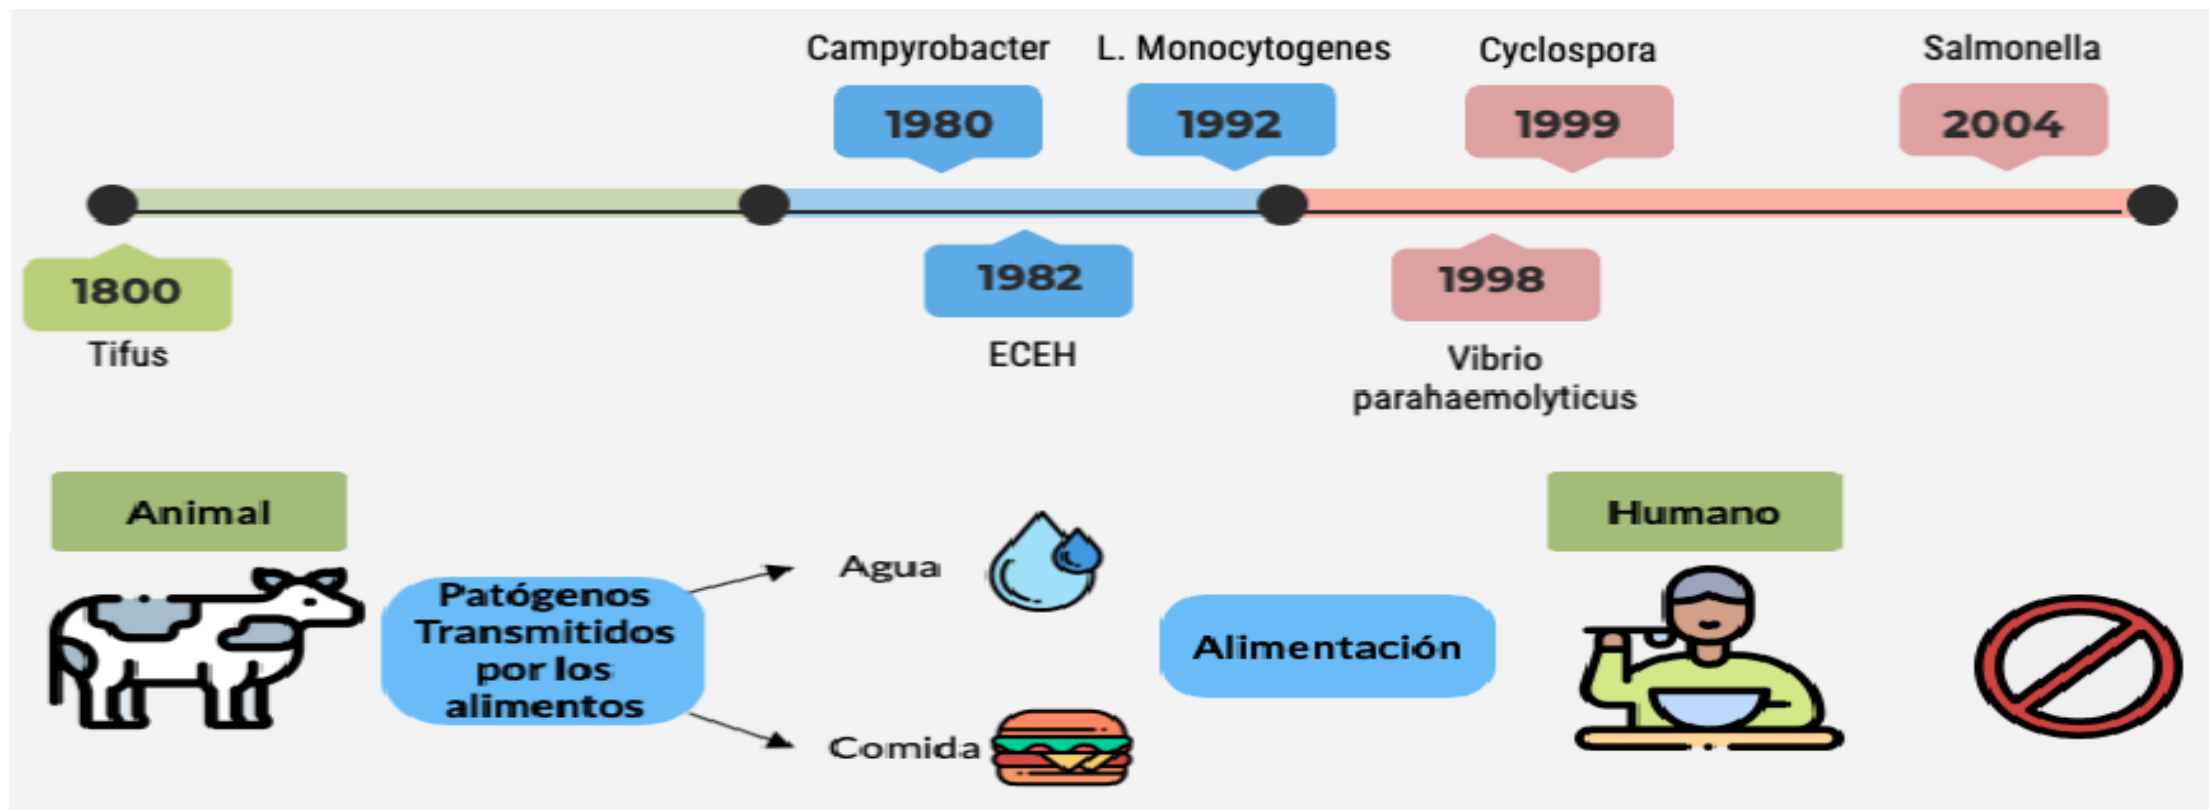 Campyrobacter
L. Monocytogenes
Cyclospora
Salmonella
1980
1992
1999
2004
1800
1982
1998
Tifus
ECEH
Vibrio
parahaemolyticus
Animal
Humano
Patógenos
Transmitidos
por los
alimentos
Agua
Comida
Alimentación